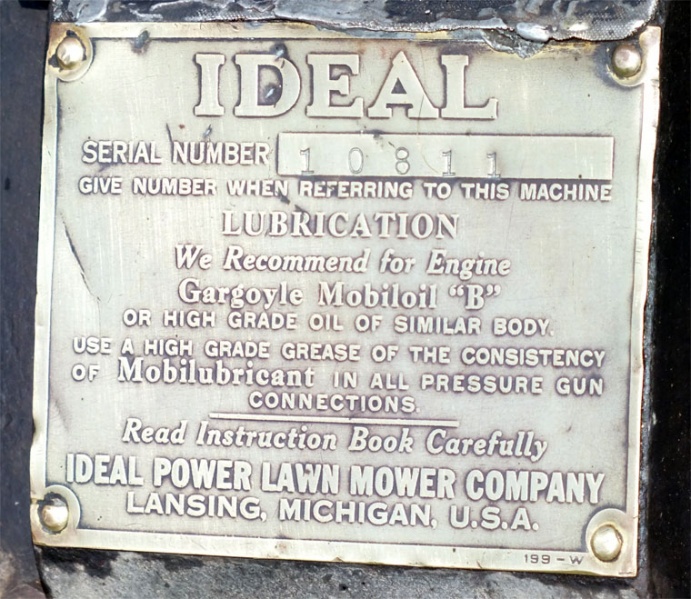 IDEAL
SERIAL NUMBER 10811
GIVE NUMBER WHEN REFERRING TO THIS MACHINE
LUBRICATION
We Recommend for Engine
Gargoyle Mobiloil “B”
OR HIGH GRADE OIL OF SIMILAR BODY.
USE A HIGH GRADE GREASE OF THE CONSISTENCY
OF Mobilubricant IN ALL PRESSURE GUN
CONNECTIONS.
Read Instruction Book Carefully
IDEAL POWER LAWN MOWER COMPANY
LANSING, MICHIGAN, U.S.A.
199-W